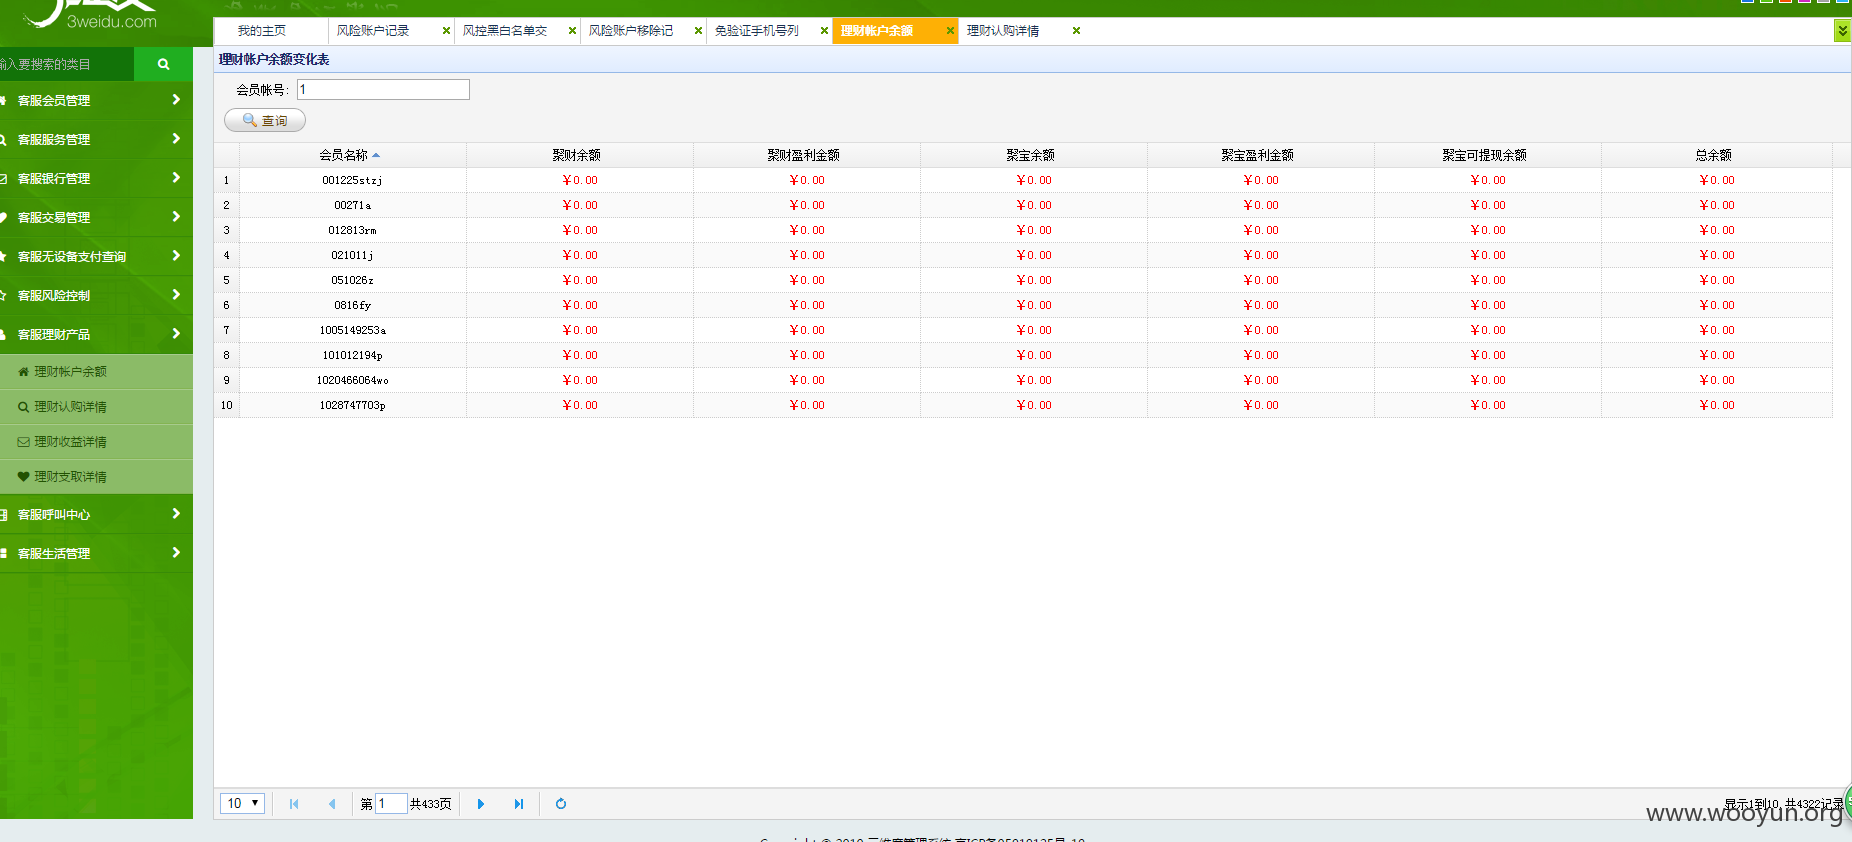 3weidu.com
我的主页
风险账户记录
风控黑白名单交
风险账户移除记
免验证手机号列
理财帐户余额
理财认购详情
输入要搜索的类目
客服会员管理
客服服务管理
客服银行管理
客服交易管理
客服无设备支付查询
客服风险控制
客服理财产品
理财帐户余额
理财认购详情
理财收益详情
理财支取详情
客服呼叫中心
客服生活管理
理财帐户余额变化表
会员帐号: 1
查询
会员名称 聚财余额 聚财盈利金额 聚宝余额 聚宝盈利金额 聚宝可提现余额 总余额
1 001225stzj ￥0.00 ￥0.00 ￥0.00 ￥0.00 ￥0.00 ￥0.00
2 00271a ￥0.00 ￥0.00 ￥0.00 ￥0.00 ￥0.00 ￥0.00
3 012813rm ￥0.00 ￥0.00 ￥0.00 ￥0.00 ￥0.00 ￥0.00
4 021011j ￥0.00 ￥0.00 ￥0.00 ￥0.00 ￥0.00 ￥0.00
5 051026z ￥0.00 ￥0.00 ￥0.00 ￥0.00 ￥0.00 ￥0.00
6 0816fy ￥0.00 ￥0.00 ￥0.00 ￥0.00 ￥0.00 ￥0.00
7 1005149253a ￥0.00 ￥0.00 ￥0.00 ￥0.00 ￥0.00 ￥0.00
8 101012194p ￥0.00 ￥0.00 ￥0.00 ￥0.00 ￥0.00 ￥0.00
9 1020466064wo ￥0.00 ￥0.00 ￥0.00 ￥0.00 ￥0.00 ￥0.00
10 1028747703p ￥0.00 ￥0.00 ￥0.00 ￥0.00 ￥0.00 ￥0.00
10 第 1 共433页
显示1到10,共4322记录
www.wooyun.org